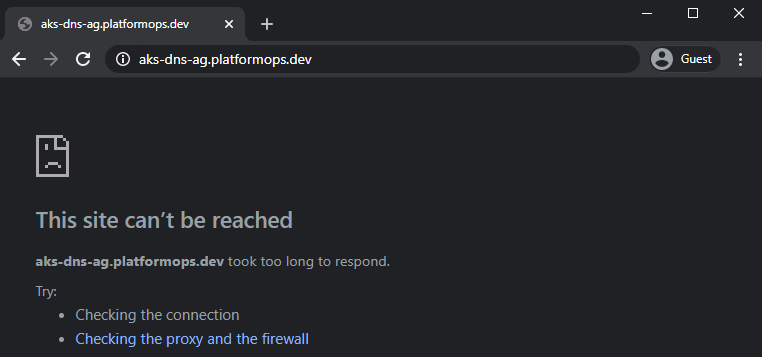 aks-dns-ag.platformops.dev
aks-dns-ag.platformops.dev
Guest
This site can’t be reached
aks-dns-ag.platformops.dev took too long to respond.
Try:
Checking the connection
Checking the proxy and the firewall